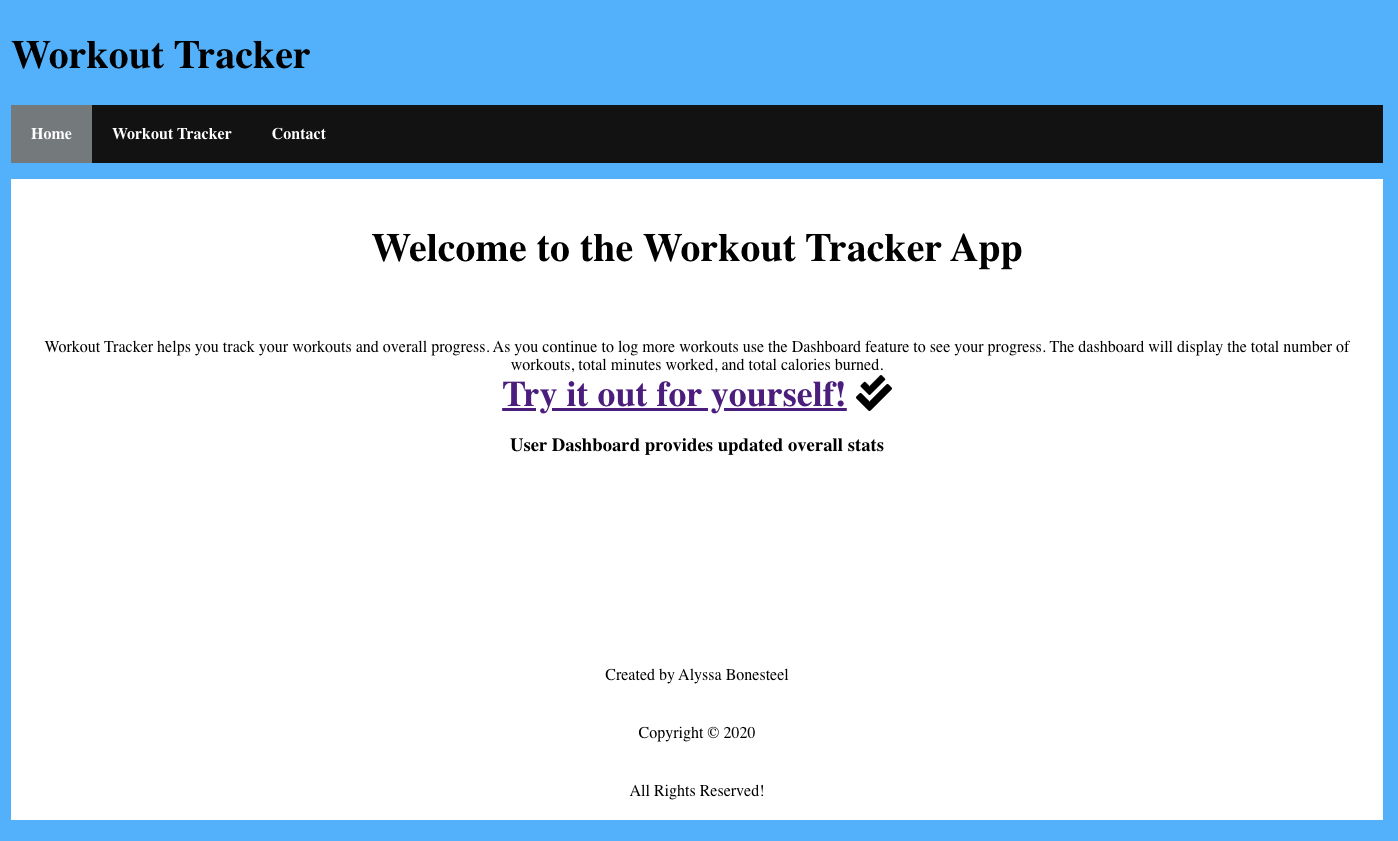 Workout Tracker
Home Workout Tracker Contact
Welcome to the Workout Tracker App
Workout Tracker helps you track your workouts and overall progress. As you continue to log more workouts use the Dashboard feature to see your progress. The dashboard will display the total number of
workouts, total minutes worked, and total calories burned.
Try it out for yourself!
User Dashboard provides updated overall stats
Created by Alyssa Bonesteel
Copyright © 2020
All Rights Reserved!